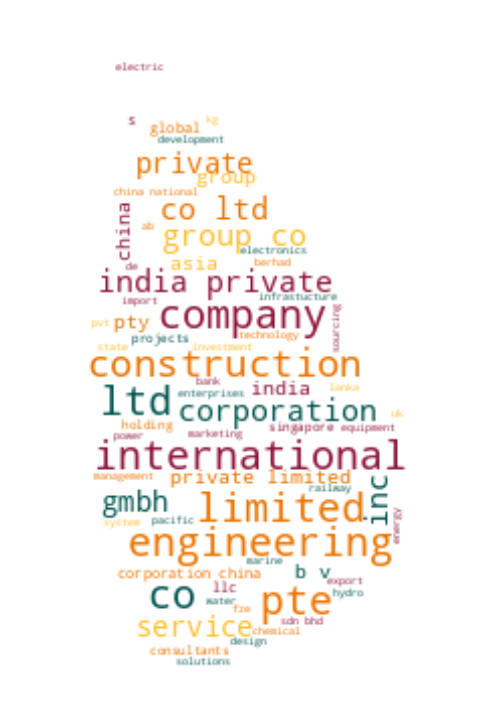 electric
s
global
kg
development
private
group
china national
co ltd
china
ab
group co
electronics
de
asia
berhad
india private
import
infrastucture
company
pvt
pty
sourcing
technology
projects
state
investment
construction
bank
india
lanka
ltd
enterprises
corporation
uk
holding
singapore
equipment
power
marketing
international
management
private limited
inc
railway
gmbh
limited
system
pacific
energy
engineering
marine
corporation china
b v
export
co
llc
hydro
water
pte
fze
service
sdn bhd
chemical
design
consultants
solutions